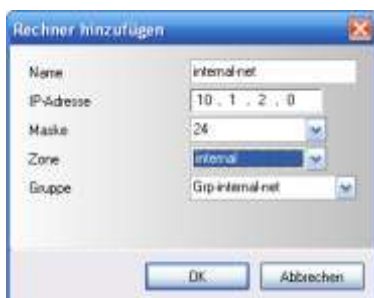 Rechner hinzufügen
Name internal-net
IP-Adresse 10 . 1 . 2 . 0
Maske 24
Zone internal
Gruppe Grp-internal-net
OK Abbrechen